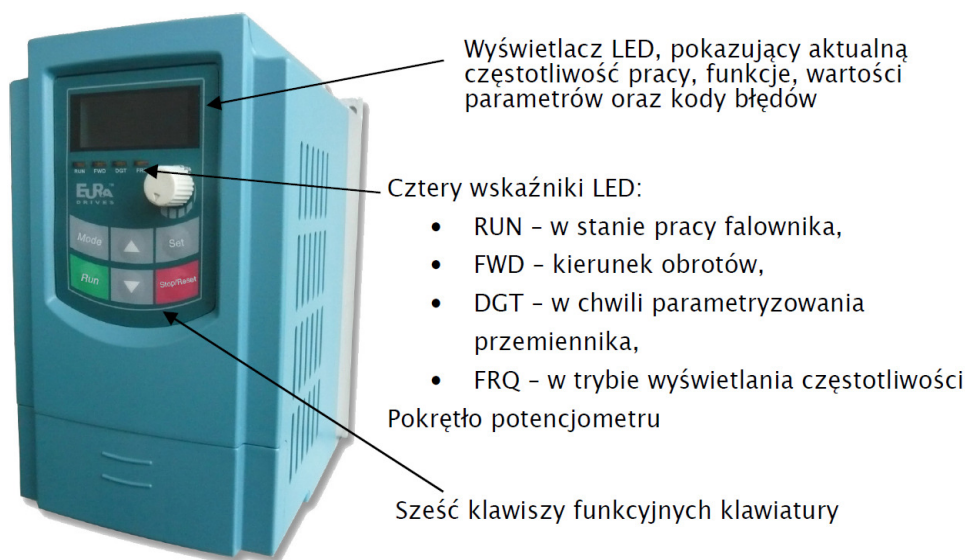 Wyświetlacz LED, pokazujący aktualną
częstotliwość pracy, funkcje, wartości
parametrów oraz kody błędów
RUN FWD DGT FRQ
EURA
DRIVES
Cztery wskaźniki LED:
• RUN – w stanie pracy falownika,
• FWD – kierunek obrotów,
• DGT – w chwili parametryzowania
przemiennika,
• FRQ – w trybie wyświetlania częstotliwości
Mode Set
Run Stop/Reset
Pokrętło potencjometru
Sześć klawiszy funkcyjnych klawiatury